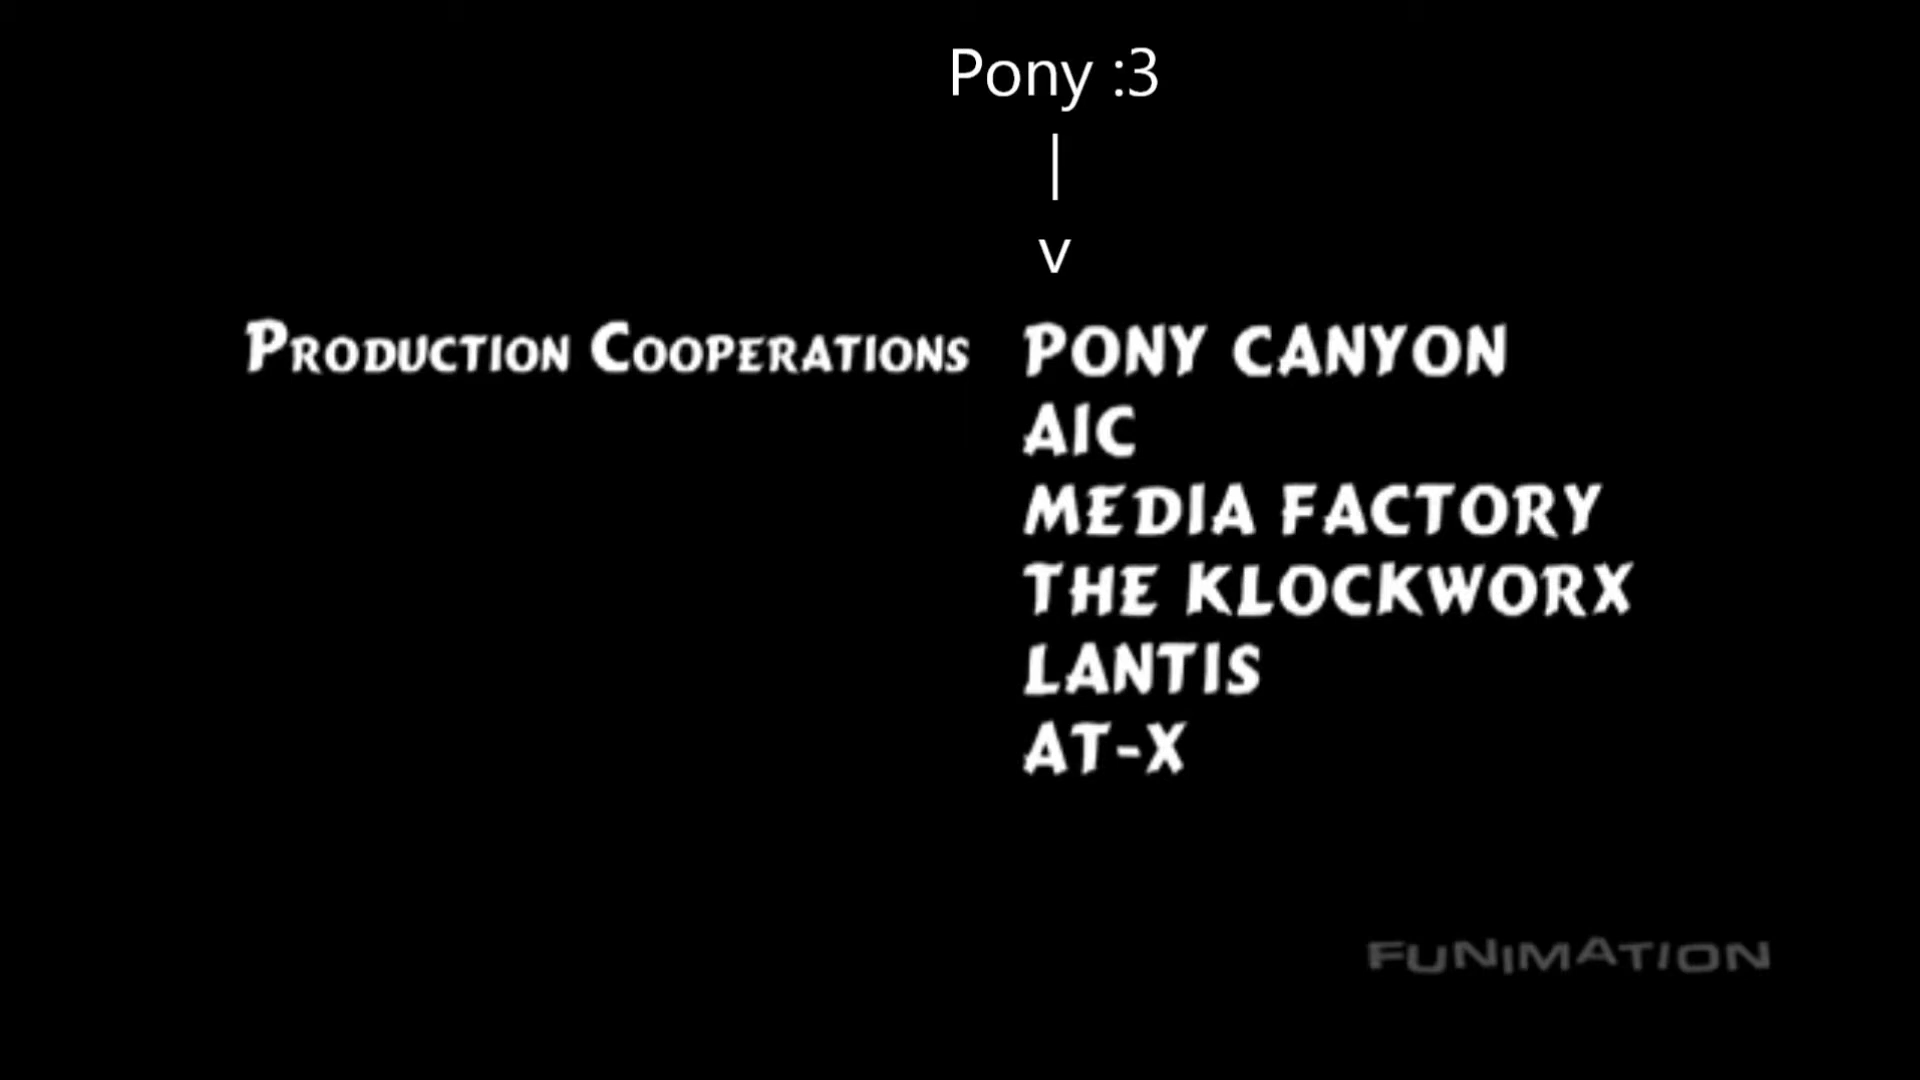 Pony :3
|
v
Production Cooperations PONY CANYON
AIC
MEDIA FACTORY
THE KLOCKWORX
LANTIS
AT-X
FUNIMATION